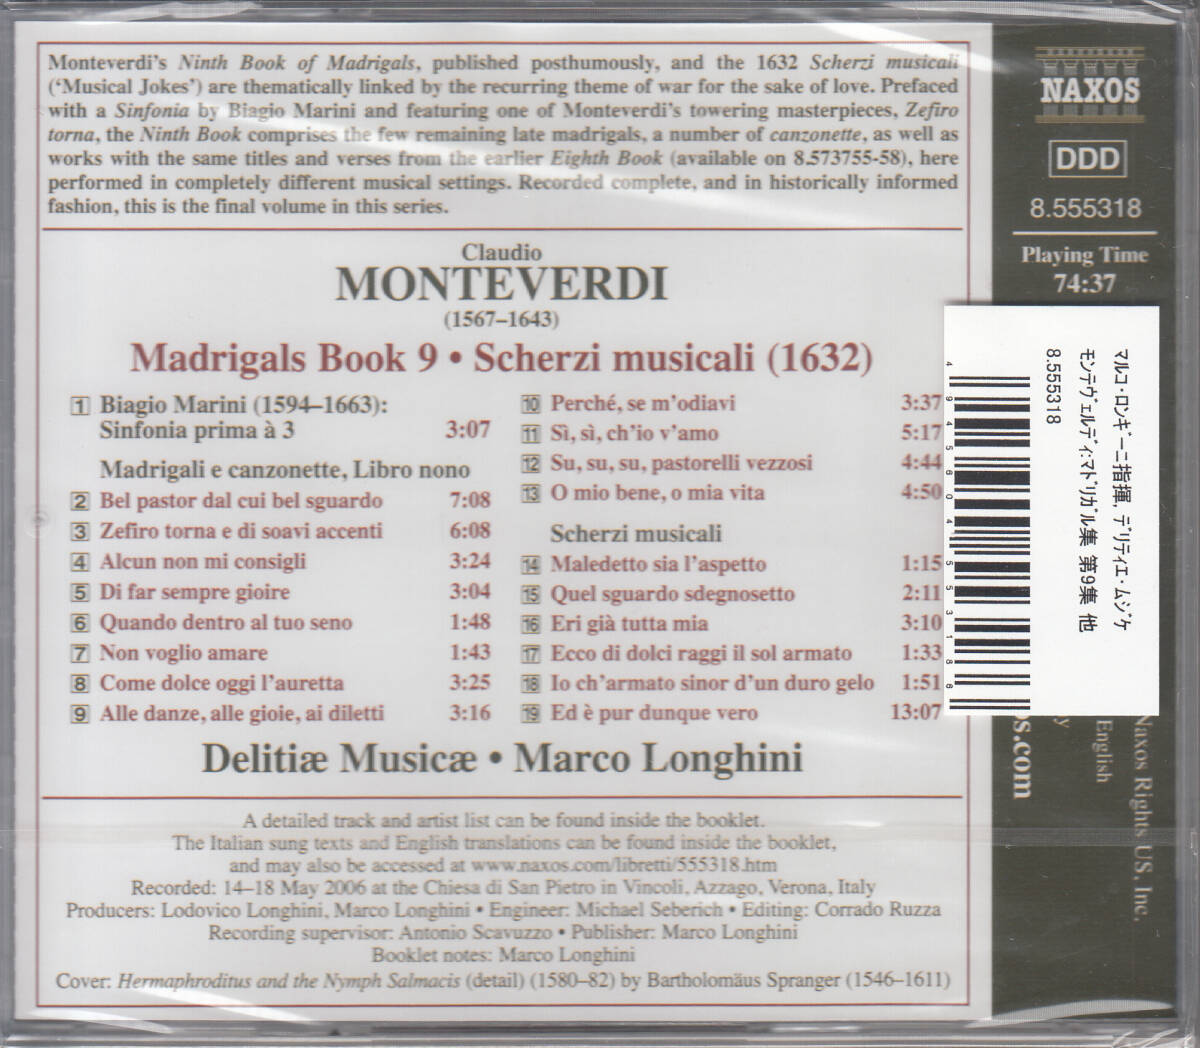 Monteverdi's Ninth Book of Madrigals, published posthumously, and the 1632 Scherzi musicali
('Musical Jokes') are thematically linked by the recurring theme of war for the sake of love. Prefaced
with a Sinfonia by Biagio Marini and featuring one of Monteverdi's towering masterpieces, Zefiro
torna, the Ninth Book comprises the few remaining late madrigals, a number of canzonette, as well as
works with the same titles and verses from the earlier Eighth Book (available on 8.573755-58), here
performed in completely different musical settings. Recorded complete, and in historically informed
fashion, this is the final volume in this series.
Claudio
MONTEVERDI
(1567–1643)
Madrigals Book 9 • Scherzi musicali (1632)
1 Biagio Marini (1594–1663):
Sinfonia prima à 3 3:07
Madrigali e canzonette, Libro nono
2 Bel pastor dal cui bel sguardo 7:08
3 Zefiro torna e di soavi accenti 6:08
4 Alcun non mi consigli 3:24
5 Di far sempre gioire 3:04
6 Quando dentro al tuo seno 1:48
7 Non voglio amare 1:43
8 Come dolce oggi l'auretta 3:25
9 Alle danze, alle gioie, ai diletti 3:16
10 Perché, se m'odiavi 3:37
11 Sì, sì, ch'io v'amo 5:17
12 Su, su, su, pastorelli vezzosi 4:44
13 O mio bene, o mia vita 4:50
Scherzi musicali
14 Maledetto sia l'aspetto 1:15
15 Quel sguardo sdegnosetto 2:11
16 Eri già tutta mia 3:10
17 Ecco di dolci raggi il sol armato 1:33
18 Io ch'armato sinor d'un duro gelo 1:51
19 Ed è pur dunque vero 13:07
Delitiæ Musicæ • Marco Longhini
A detailed track and artist list can be found inside the booklet.
The Italian sung texts and English translations can be found inside the booklet,
and may also be accessed at www.naxos.com/libretti/555318.htm
Recorded: 14–18 May 2006 at the Chiesa di San Pietro in Vincoli, Azzago, Verona, Italy
Producers: Lodovico Longhini, Marco Longhini • Engineer: Michael Seberich • Editing: Corrado Ruzza
Recording supervisor: Antonio Scavuzzo • Publisher: Marco Longhini
Booklet notes: Marco Longhini
Cover: Hermaphroditus and the Nymph Salmacis (detail) (1580–82) by Bartholomäus Spranger (1546–1611)
NAXOS
DDD
8.555318
Playing Time
74:37
マルコ・ロンギーニ指揮, デリティエ・ムジケ
モンテヴェルディ:マドリガル集 第9集 他
8.555318
4 945604 553188
Naxos Rights US, Inc.
English
os.com